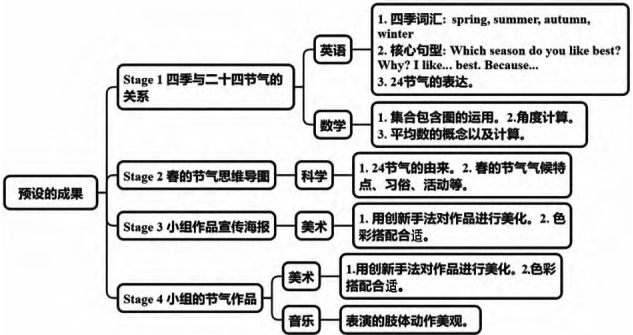 预设的成果
Stage 1 四季与二十四节气的
关系
英语
1. 四季词汇: spring, summer, autumn,
winter
2. 核心句型: Which season do you like best?
Why? I like... best. Because...
3. 24节气的表达。
数学
1. 集合包含图的运用。2.角度计算。
3. 平均数的概念以及计算。
Stage 2 春的节气思维导图
科学
1. 24节气的由来。2. 春的节气气候特
点、习俗、活动等。
Stage 3 小组作品宣传海报
美术
1. 用创新手法对作品进行美化。2. 色
彩搭配合适。
Stage 4 小组的节气作品
美术
1.用创新手法对作品进行美化。2.色彩
搭配合适。
音乐
表演的肢体动作美观。